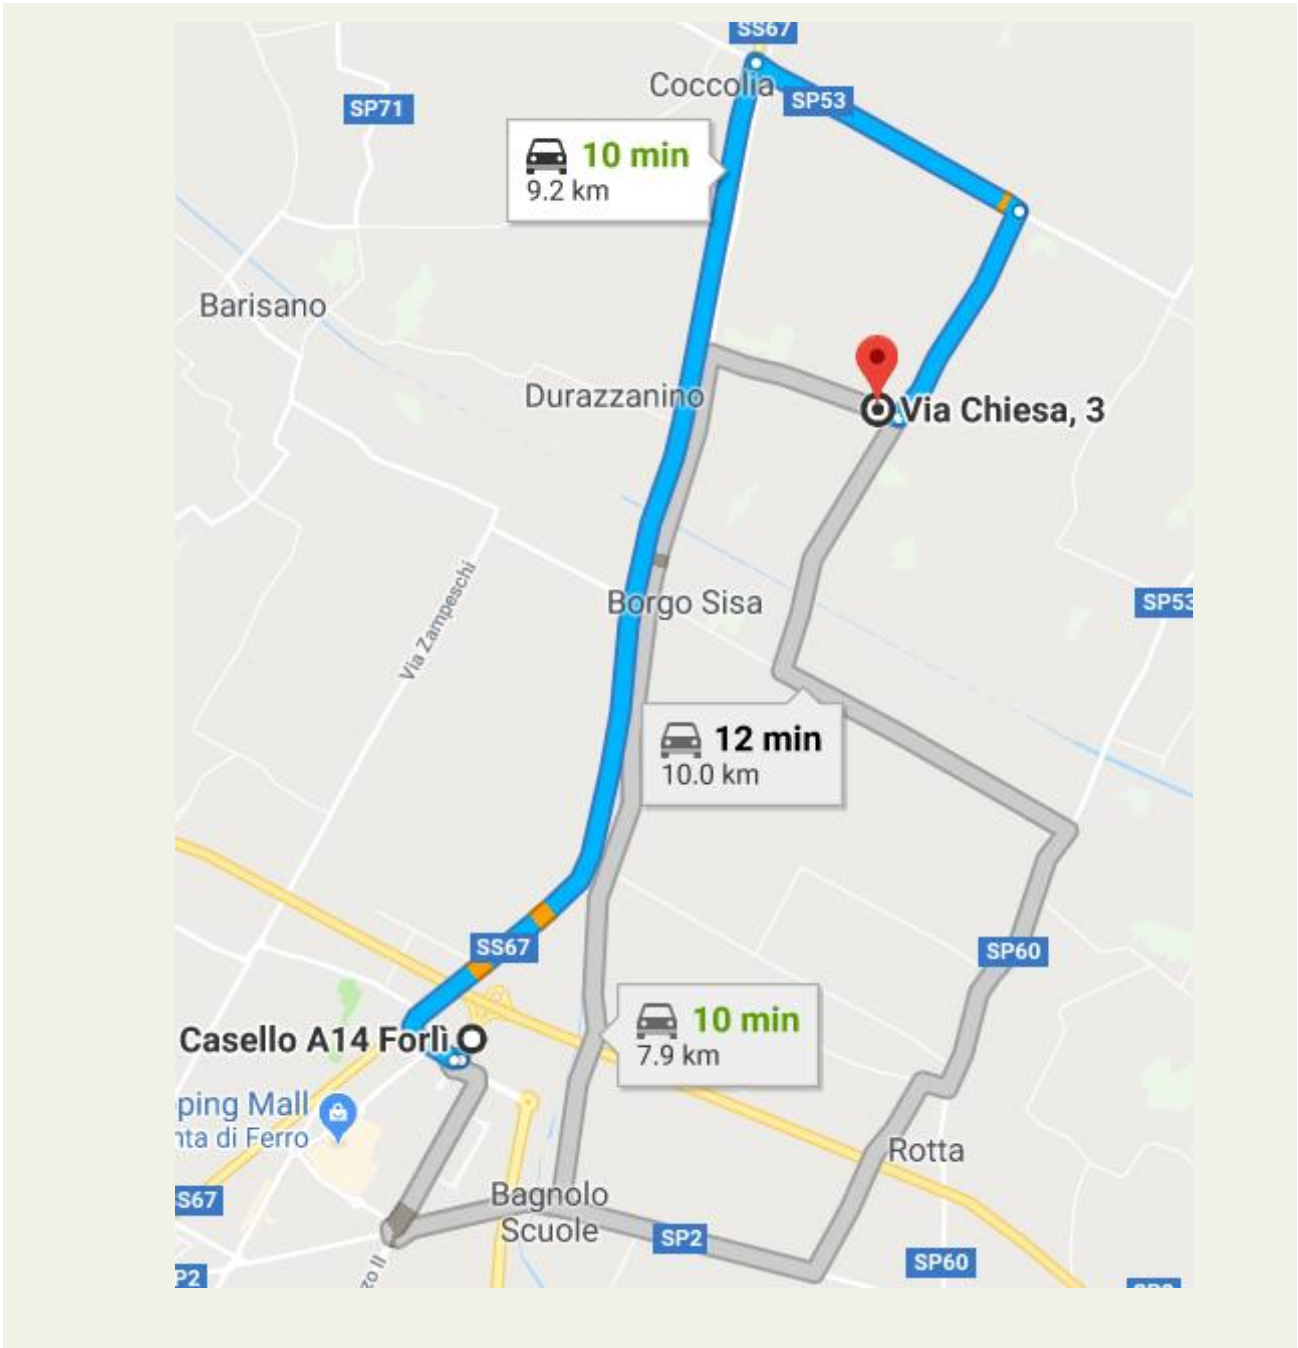 SS67
Coccolia
SP53
SP71
10 min
9.2 km
Barisano
Durazzanino
Via Chiesa, 3
Via Zampeschi
Borgo Sisa
SP53
12 min
10.0 km
SS67
SP60
10 min
7.9 km
Casello A14 Forlì
ping Mall
nta di Ferro
Rotta
S67
Bagnolo
Scuole
SP2
SP60
P2
zo II